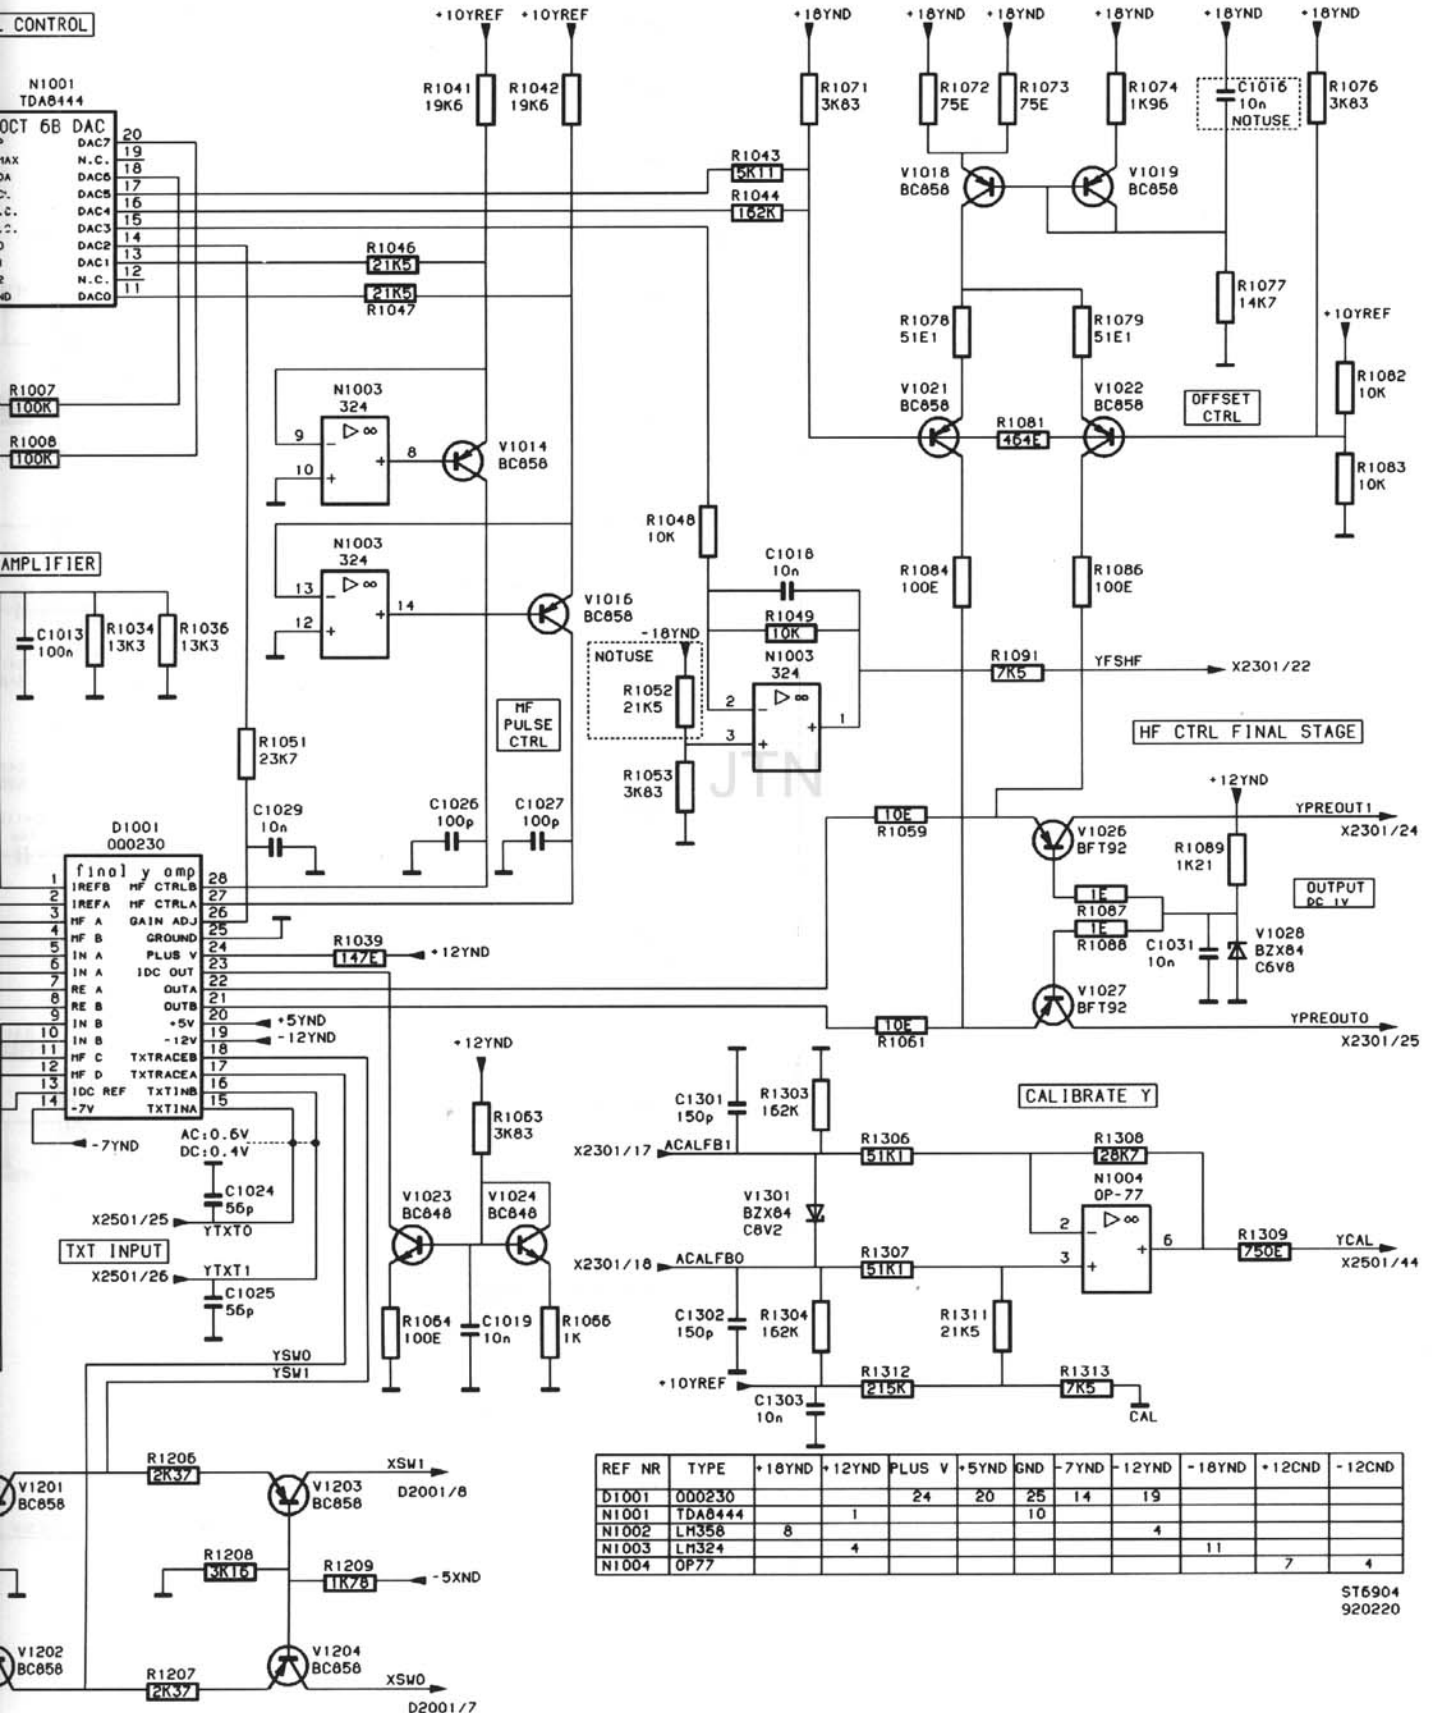 +10YREF +10YREF +18YND +18YND +18YND +18YND +18YND +18YND
CONTROL
N1001
TDA8444
OCT 6B DAC
DAC7 20
MAX N.C. 19
DAC6 18
DAC5 17
DAC4 16
DAC3 15
DAC2 14
DAC1 13
N.C. 12
DAC0 11
R1041
19K6
R1042
19K6
R1071
3K83
R1072
75E
R1073
75E
R1074
1K96
C1016
10n
NOTUSE
R1076
3K83
R1043
5K11
R1044
162K
V1018
BC858
V1019
BC858
R1046
21K5
21K5
R1047
R1077
14K7
+10YREF
R1078
51E1
R1079
51E1
R1007
100K
R1008
100K
N1003
324
9 -
10 +
▷∞
+ 8
V1014
BC858
V1021
BC858
V1022
BC858
R1081
464E
OFFSET
CTRL
R1082
10K
R1083
10K
AMPLIFIER
C1013
100n
R1034
13K3
R1036
13K3
N1003
324
13 -
12 +
▷∞
+ 14
V1016
BC858
R1048
10K
C1018
10n
R1049
10K
R1084
100E
R1086
100E
-18YND
NOTUSE
R1052
21K5
R1053
3K83
N1003
324
2 -
3 +
▷∞
+ 1
R1091
7K5
YFSHF
X2301/22
MF
PULSE
CTRL
R1051
23K7
JTN
HF CTRL FINAL STAGE
C1029
10n
C1026
100p
C1027
100p
10E
R1059
+12YND
V1026
BFT92
R1089
1K21
YPREOUT1
X2301/24
1E
R1087
1E
R1088
C1031
10n
V1028
BZX84
C6V8
OUTPUT
DC 1V
V1027
BFT92
10E
R1061
YPREOUT0
X2301/25
D1001
OQ0230
final y amp
1 IREFB MF CTRLB 28
2 IREFA MF CTRLA 27
3 MF A GAIN ADJ 26
4 MF B GROUND 25
5 IN A PLUS V 24
6 IN A IDC OUT 23
7 RE A OUTA 22
8 RE B OUTB 21
9 IN B +5V 20
10 IN B -12V 19
11 MF C TXTRACEB 18
12 MF D TXTRACEA 17
13 IDC REF TXTINB 16
14 -7V TXTINA 15
R1039
147E
+12YND
+5YND
-12YND
-7YND
AC:0.6V
DC:0.4V
C1024
56p
X2501/25
YTXT0
TXT INPUT
X2501/26
YTXT1
C1025
56p
+12YND
R1063
3K83
V1023
BC848
V1024
BC848
R1064
100E
C1019
10n
R1066
1K
YSW0
YSW1
CALIBRATE Y
C1301
150p
R1303
162K
X2301/17
ACALFB1
R1306
51K1
R1308
28K7
V1301
BZX84
C8V2
N1004
OP-77
2 -
3 +
▷∞
+ 6
R1309
750E
YCAL
X2501/44
X2301/18
ACALFB0
R1307
51K1
C1302
150p
R1304
162K
R1311
21K5
+10YREF
R1312
215K
R1313
7K5
C1303
10n
CAL
V1201
BC858
R1206
2K37
V1203
BC858
XSW1
D2001/8
R1208
3K16
R1209
1K78
-5XND
V1202
BC858
R1207
2K37
V1204
BC858
XSW0
D2001/7
REF NR TYPE +18YND +12YND PLUS V +5YND GND -7YND -12YND -18YND +12CND -12CND
D1001 OQ0230 24 20 25 14 19
N1001 TDA8444 1 10
N1002 LM358 8 4
N1003 LM324 4 11
N1004 OP77 7 4
ST6904
920220